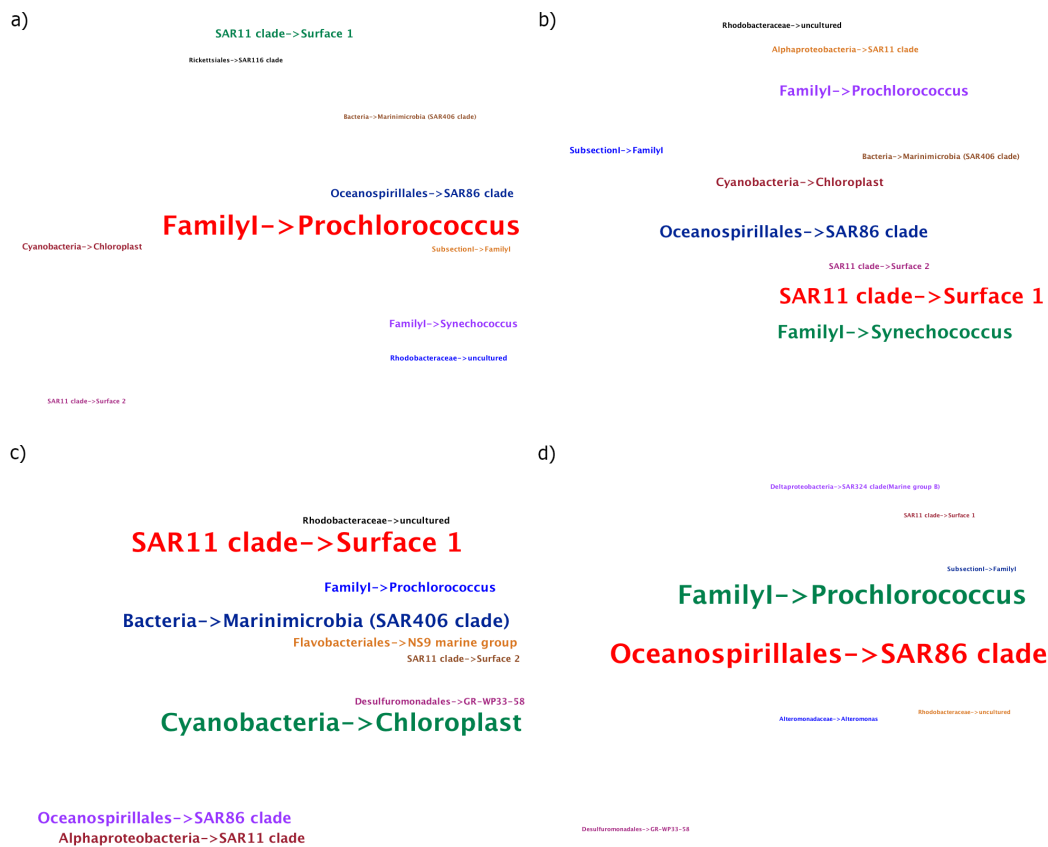 a)
SAR11 clade->Surface 1
Rickettsiales->SAR116 clade
Bacteria->Marinimicrobia (SAR406 clade)
Oceanospirillales->SAR86 clade
FamilyI->Prochlorococcus
Cyanobacteria->Chloroplast
SubsectionI->FamilyI
FamilyI->Synechococcus
Rhodobacteraceae->uncultured
SAR11 clade->Surface 2
b)
Rhodobacteraceae->uncultured
Alphaproteobacteria->SAR11 clade
FamilyI->Prochlorococcus
SubsectionI->FamilyI
Bacteria->Marinimicrobia (SAR406 clade)
Cyanobacteria->Chloroplast
Oceanospirillales->SAR86 clade
SAR11 clade->Surface 2
SAR11 clade->Surface 1
FamilyI->Synechococcus
c)
Rhodobacteraceae->uncultured
SAR11 clade->Surface 1
FamilyI->Prochlorococcus
Bacteria->Marinimicrobia (SAR406 clade)
Flavobacteriales->NS9 marine group
SAR11 clade->Surface 2
Desulfuromonadales->GR-WP33-58
Cyanobacteria->Chloroplast
Oceanospirillales->SAR86 clade
Alphaproteobacteria->SAR11 clade
d)
Deltaproteobacteria->SAR324 clade(Marine group B)
SAR11 clade->Surface 1
SubsectionI->FamilyI
FamilyI->Prochlorococcus
Oceanospirillales->SAR86 clade
Rhodobacteraceae->uncultured
Alteromonadaceae->Alteromonas
Desulfuromonadales->GR-WP33-58